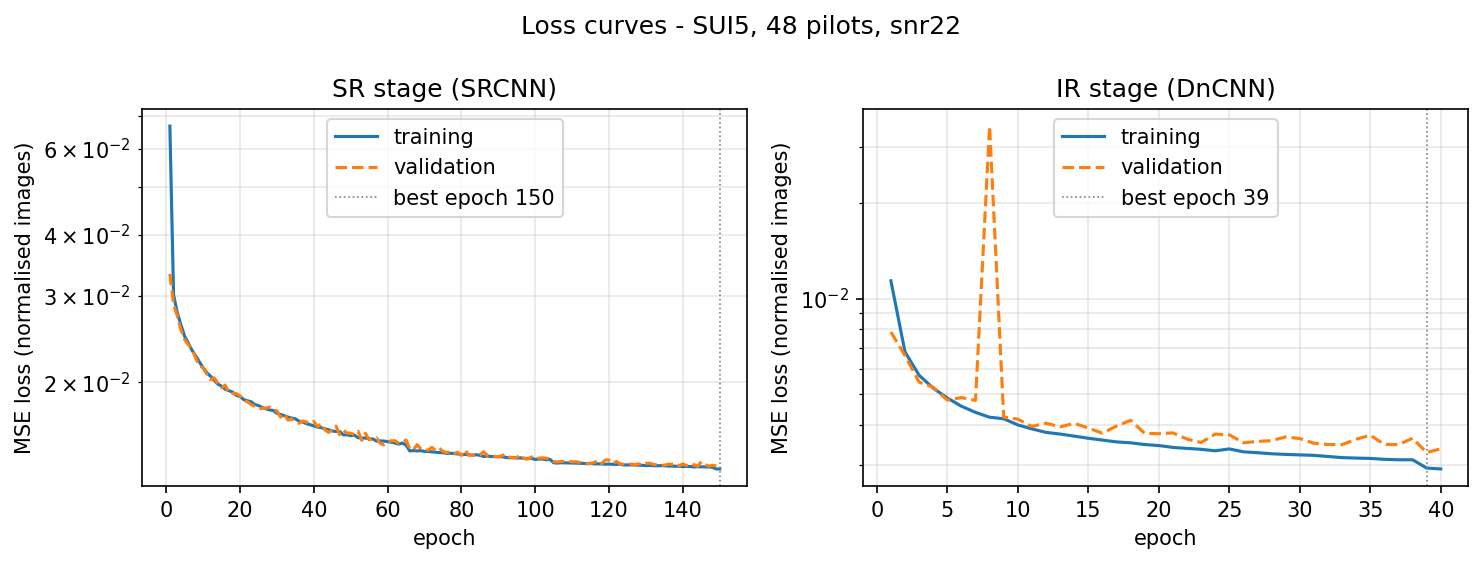 Loss curves - SUI5, 48 pilots, snr22
SR stage (SRCNN)
MSE loss (normalised images)
6 × 10⁻²
4 × 10⁻²
3 × 10⁻²
2 × 10⁻²
training
validation
best epoch 150
0 20 40 60 80 100 120 140
epoch
IR stage (DnCNN)
MSE loss (normalised images)
10⁻²
training
validation
best epoch 39
0 5 10 15 20 25 30 35 40
epoch